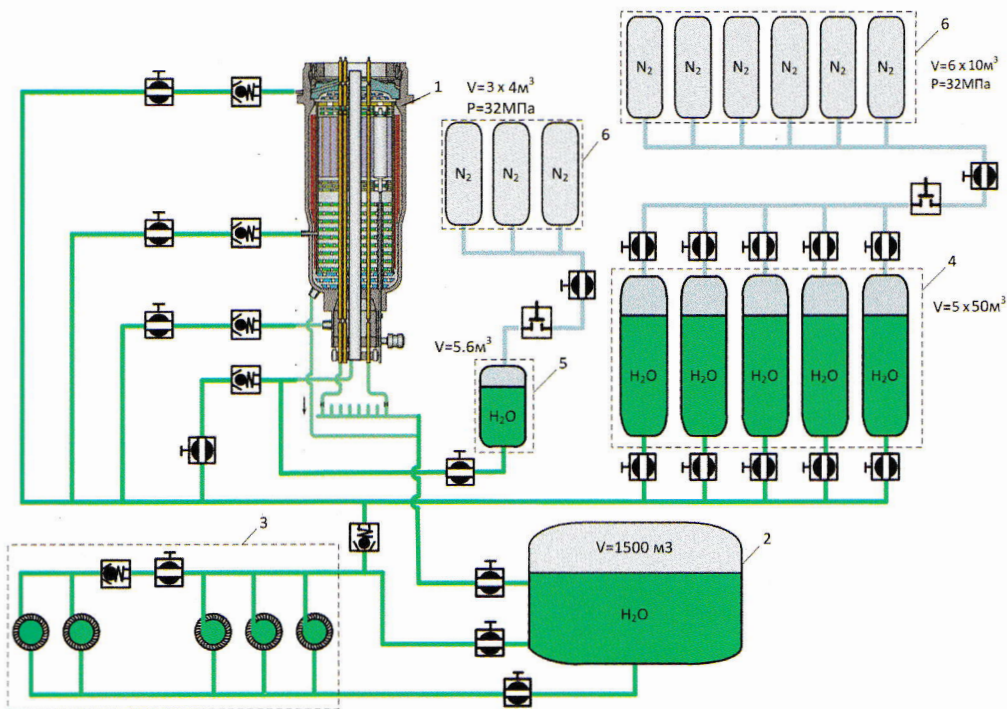 6
N₂ N₂ N₂ N₂ N₂ N₂
V=6 x 10м³
P=32МПа
1
V=3 x 4м³
P=32МПа
6
N₂ N₂ N₂
4
V=5 x50м³
V=5.6м³
5
H₂O
H₂O H₂O H₂O H₂O H₂O
3
2
V=1500 м3
H₂O